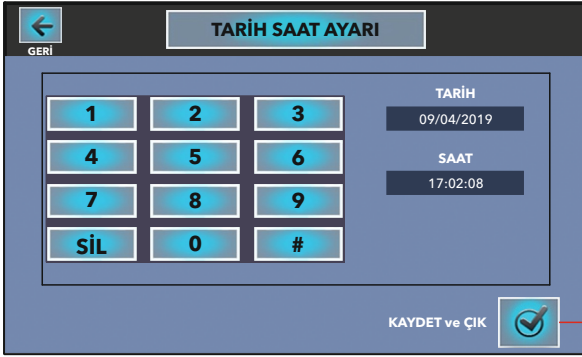 TARİH SAAT AYARI
GERİ
TARİH
09/04/2019
SAAT
17:02:08
1 2 3
4 5 6
7 8 9
SİL 0 #
KAYDET ve ÇIK